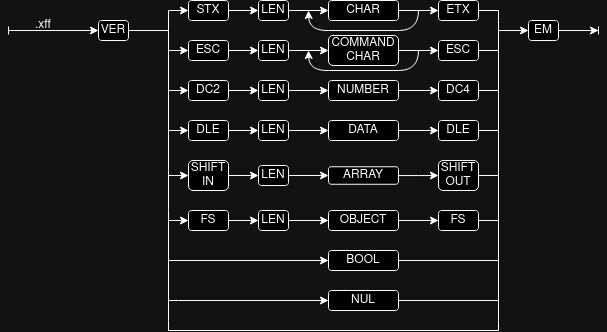 .xff
VER
STX LEN CHAR ETX
ESC LEN COMMAND CHAR ESC
DC2 LEN NUMBER DC4
DLE LEN DATA DLE
SHIFT IN LEN ARRAY SHIFT OUT
FS LEN OBJECT FS
BOOL
NUL
EM